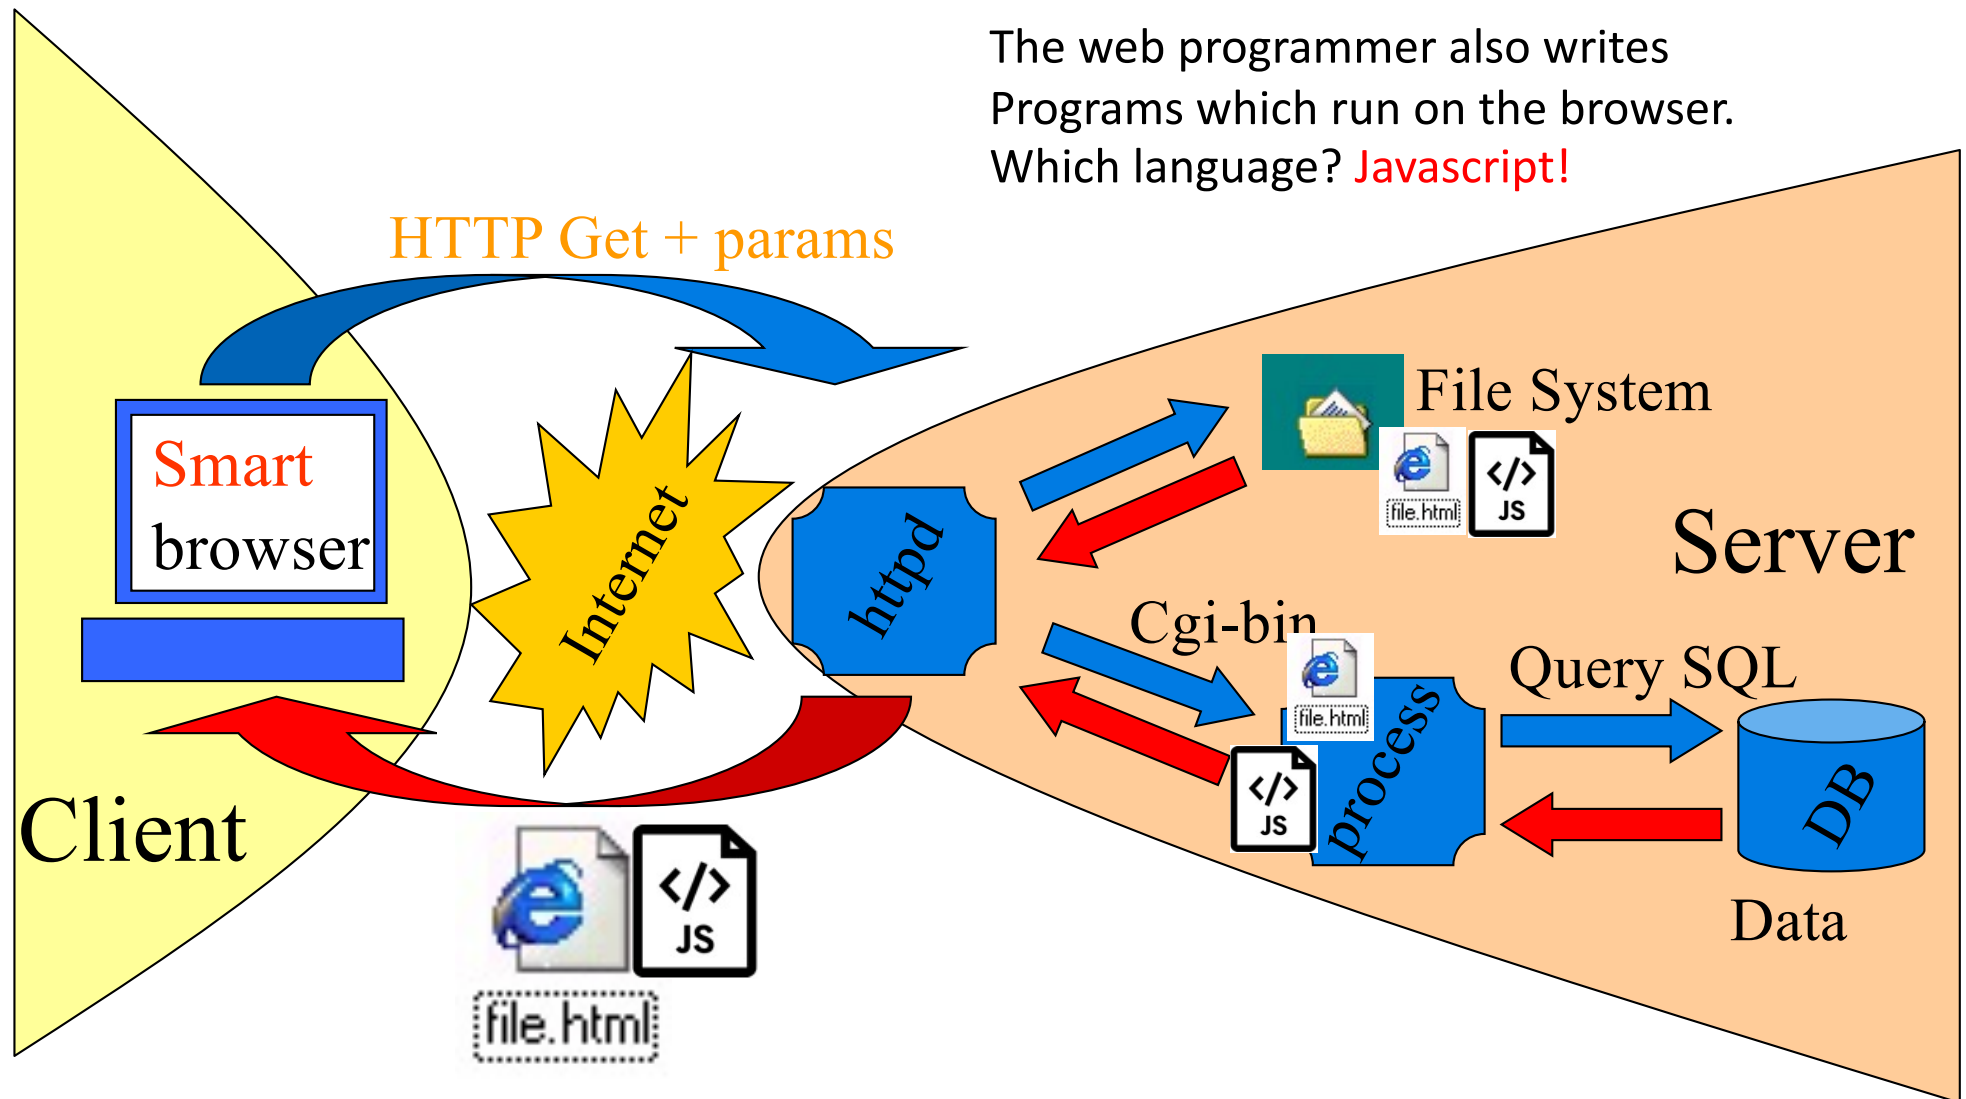 The web programmer also writes
Programs which run on the browser.
Which language? Javascript!
HTTP Get + params
Smart
browser
Internet
httpd
File System
file.html
JS
Server
Cgi-bin
file.html
JS
process
Query SQL
DB
Data
Client
JS
file.html